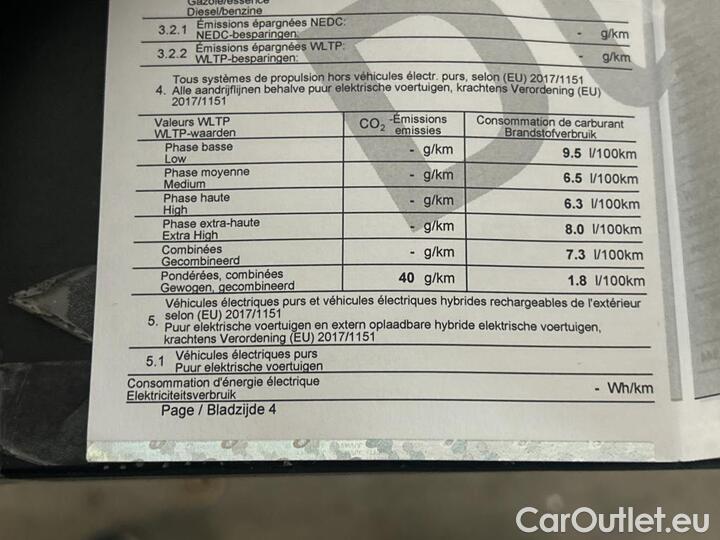 Gazole/essence
Diesel/benzine
3.2.1 Émissions épargnées NEDC:
NEDC-besparingen: - g/km
3.2.2 Émissions épargnées WLTP:
WLTP-besparingen: - g/km
Tous systèmes de propulsion hors véhicules électr. purs, selon (EU) 2017/1151
4. Alle aandrijflijnen behalve puur elektrische voertuigen, krachtens Verordening (EU)
2017/1151
Valeurs WLTP CO2 -Émissions Consommation de carburant
WLTP-waarden emissies Brandstofverbruik
Phase basse
Low - g/km 9.5 l/100km
Phase moyenne
Medium - g/km 6.5 l/100km
Phase haute
High - g/km 6.3 l/100km
Phase extra-haute
Extra High - g/km 8.0 l/100km
Combinées
Gecombineerd - g/km 7.3 l/100km
Pondérées, combinées
Gewogen, gecombineerd 40 g/km 1.8 l/100km
Véhicules électriques purs et véhicules électriques hybrides rechargeables de l'extérieur
selon (EU) 2017/1151
5. Puur elektrische voertuigen en extern oplaadbare hybride elektrische voertuigen,
krachtens Verordening (EU) 2017/1151
5.1 Véhicules électriques purs
Puur elektrische voertuigen
Consommation d'énergie électrique
Elektriciteitsverbruik - Wh/km
Page / Bladzijde 4
CarOutlet.eu